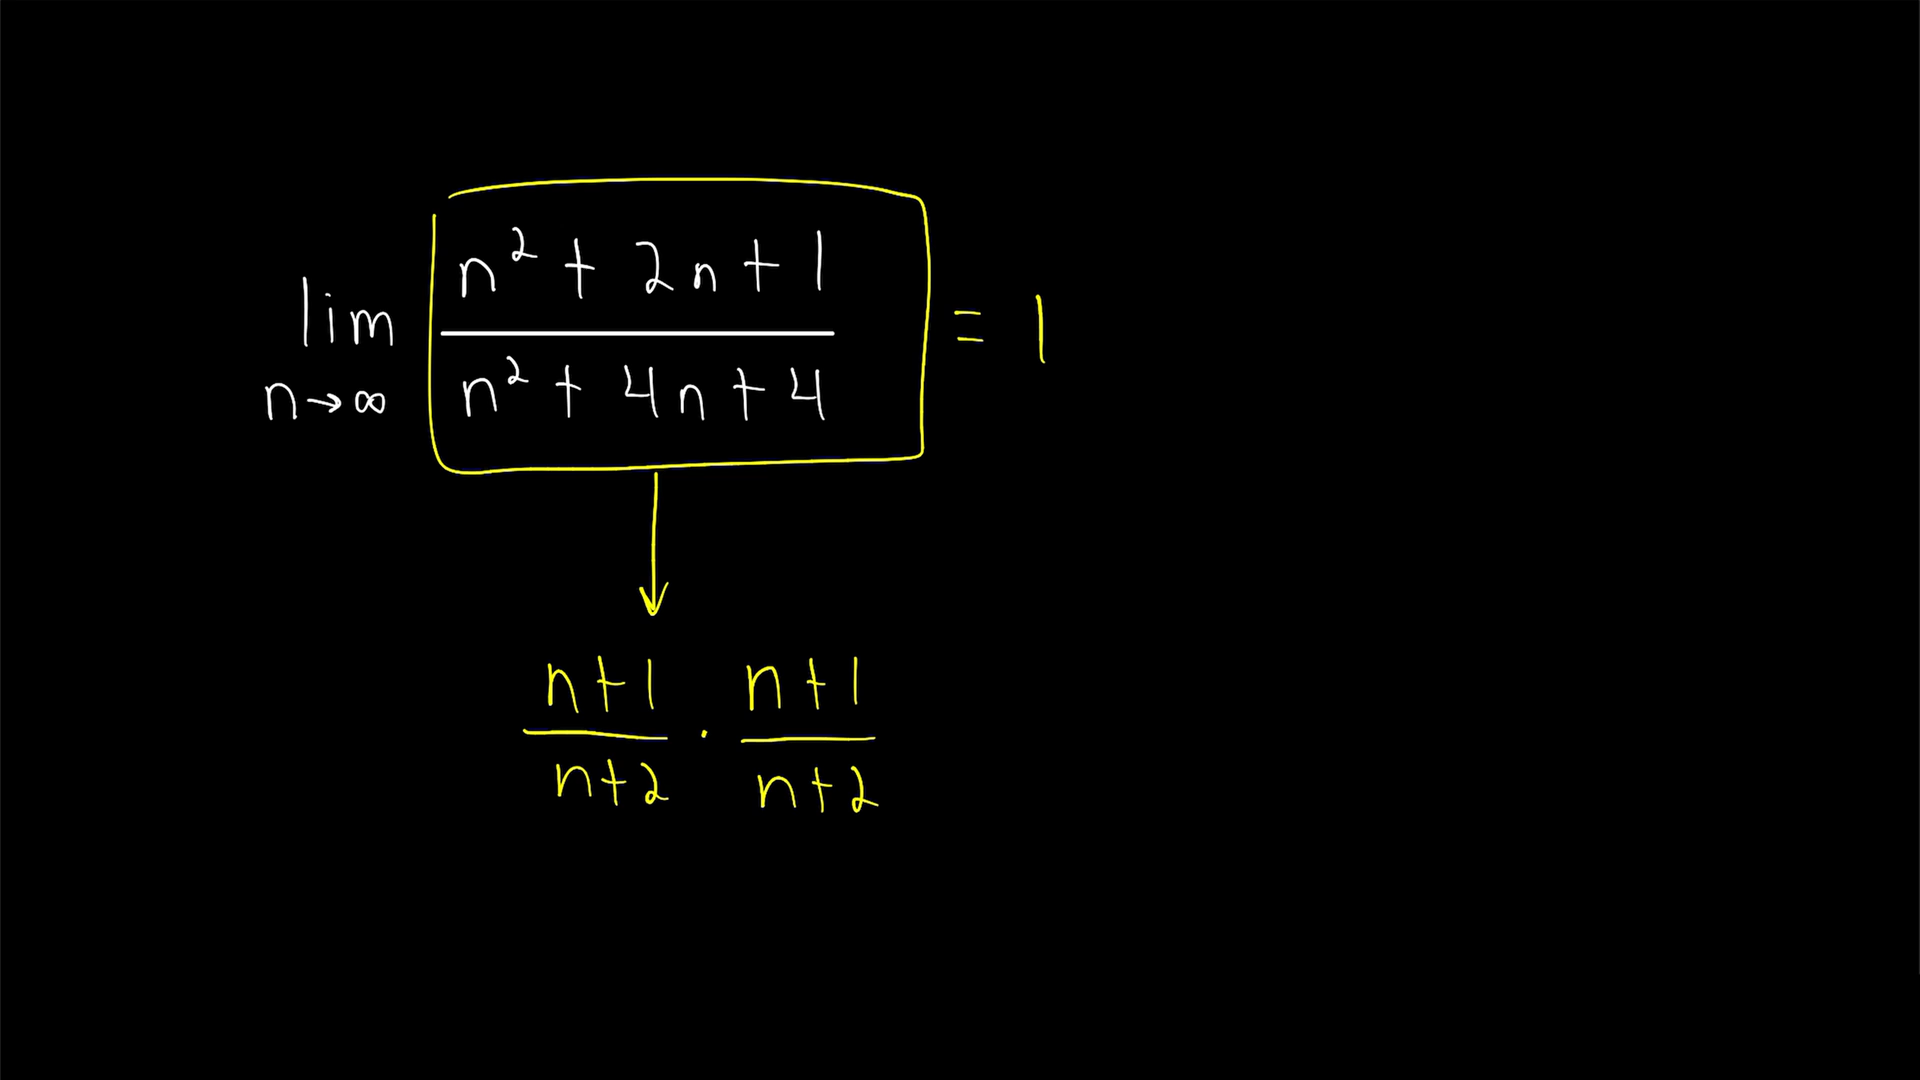 lim n→∞ (n² + 2n + 1)/(n² + 4n + 4) = 1
(n+1)/(n+2) · (n+1)/(n+2)